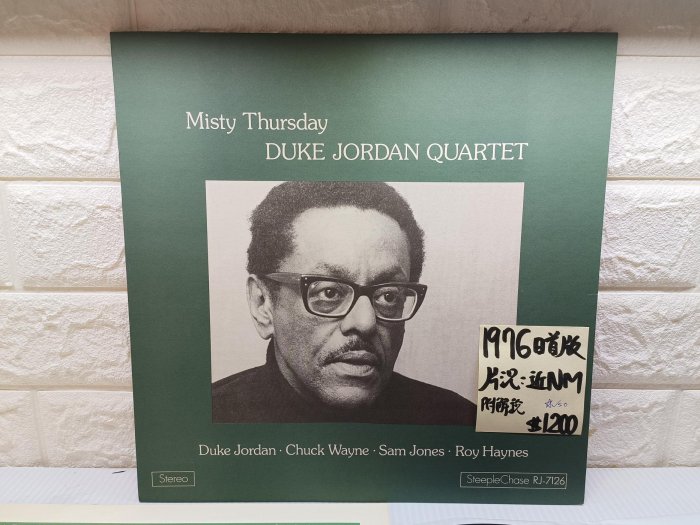 Misty Thursday
DUKE JORDAN QUARTET
1976日首版
片況:近NM
附解説
$1200
Duke Jordan · Chuck Wayne · Sam Jones · Roy Haynes
Stereo
SteepleChase RJ-7126